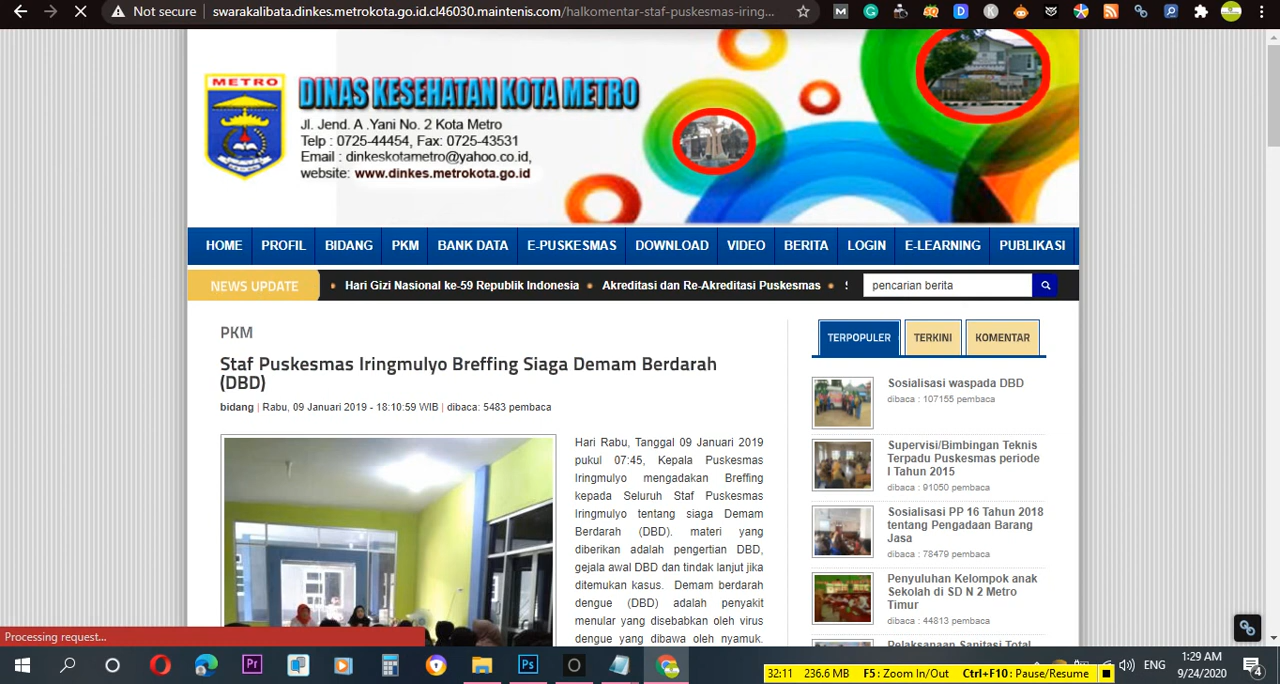 Not secure swarakalibata.dinkes.metrokota.go.id.cl46030.maintenis.com/halkomentar-staf-puskesmas-iring...
METRO
DINAS KESEHATAN KOTA METRO
Jl. Jend. A .Yani No. 2 Kota Metro
Telp : 0725-44454, Fax: 0725-43531
Email : dinkeskotametro@yahoo.co.id,
website: www.dinkes.metrokota.go.id
HOME PROFIL BIDANG PKM BANK DATA E-PUSKESMAS DOWNLOAD VIDEO BERITA LOGIN E-LEARNING PUBLIKASI
NEWS UPDATE Hari Gizi Nasional ke-59 Republik Indonesia Akreditasi dan Re-Akreditasi Puskesmas pencarian berita
PKM
Staf Puskesmas Iringmulyo Breffing Siaga Demam Berdarah
(DBD)
bidang | Rabu, 09 Januari 2019 - 18:10:59 WIB | dibaca: 5483 pembaca
Hari Rabu, Tanggal 09 Januari 2019
pukul 07:45, Kepala Puskesmas
Iringmulyo mengadakan Breffing
kepada Seluruh Staf Puskesmas
Iringmulyo tentang siaga Demam
Berdarah (DBD). materi yang
diberikan adalah pengertian DBD,
gejala awal DBD dan tindak lanjut jika
ditemukan kasus. Demam berdarah
dengue (DBD) adalah penyakit
menular yang disebabkan oleh virus
dengue yang dibawa oleh nyamuk.
TERPOPULER TERKINI KOMENTAR
Sosialisasi waspada DBD
dibaca : 107155 pembaca
Supervisi/Bimbingan Teknis
Terpadu Puskesmas periode
I Tahun 2015
dibaca : 91050 pembaca
Sosialisasi PP 16 Tahun 2018
tentang Pengadaan Barang
Jasa
dibaca : 78479 pembaca
Penyuluhan Kelompok anak
Sekolah di SD N 2 Metro
Timur
dibaca : 44813 pembaca
Pelaksanaan Sanitasi Total
Processing request...
Pr
Ps
ENG
1:29 AM
9/24/2020
4
32:11 236.6 MB F5: Zoom In/Out Ctrl+F10: Pause/Resume